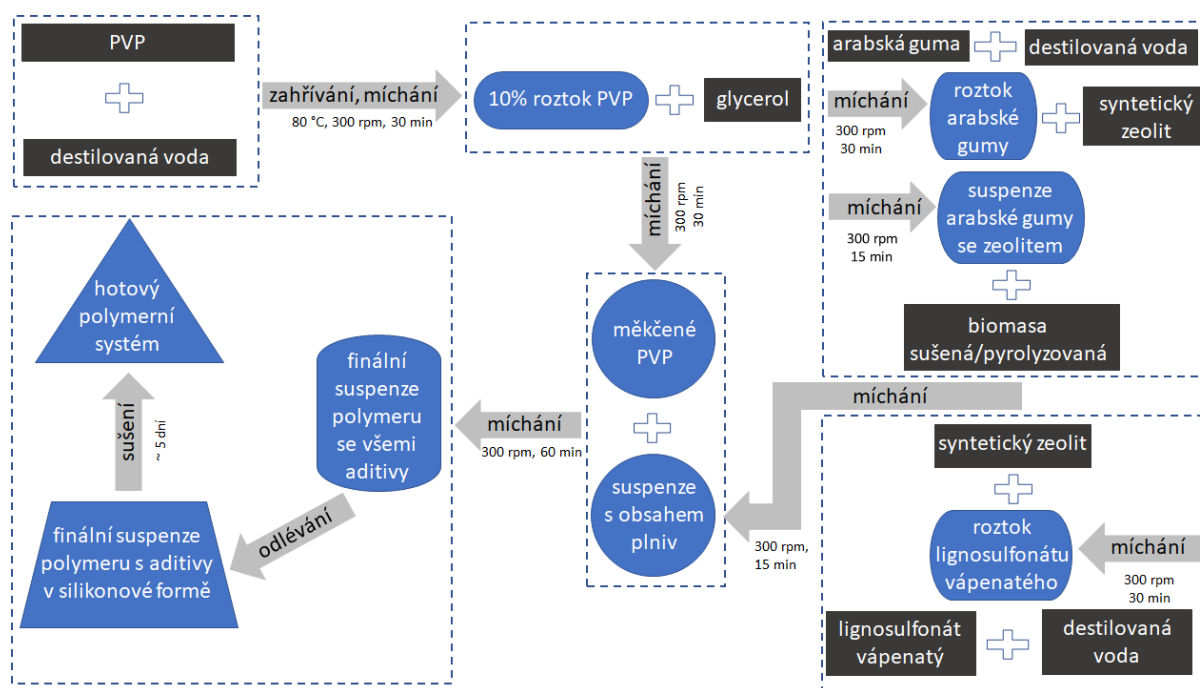 PVP
destilovaná voda
zahřívání, míchání
80 °C, 300 rpm, 30 min
10% roztok PVP
glycerol
míchání
300 rpm
30 min
arabská guma
destilovaná voda
míchání
300 rpm
30 min
roztok
arabské
gumy
syntetický
zeolit
míchání
300 rpm
15 min
suspenze
arabské gumy
se zeolitem
biomasa
sušená/pyrolyzovaná
míchání
300 rpm,
15 min
syntetický zeolit
roztok
lignosulfonátu
vápenatého
míchání
300 rpm
30 min
lignosulfonát
vápenatý
destilovaná
voda
měkčené
PVP
suspenze
s obsahem
plniv
míchání
300 rpm, 60 min
finální
suspenze
polymeru
se všemi
aditivy
odlévání
finální suspenze
polymeru s aditivy
v silikonové formě
sušení
~ 5 dní
hotový
polymerní
systém